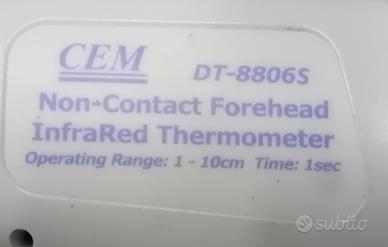 CEM DT-8806S
Non-Contact Forehead
InfraRed Thermometer
Operating Range: 1 - 10cm Time: 1sec
subito